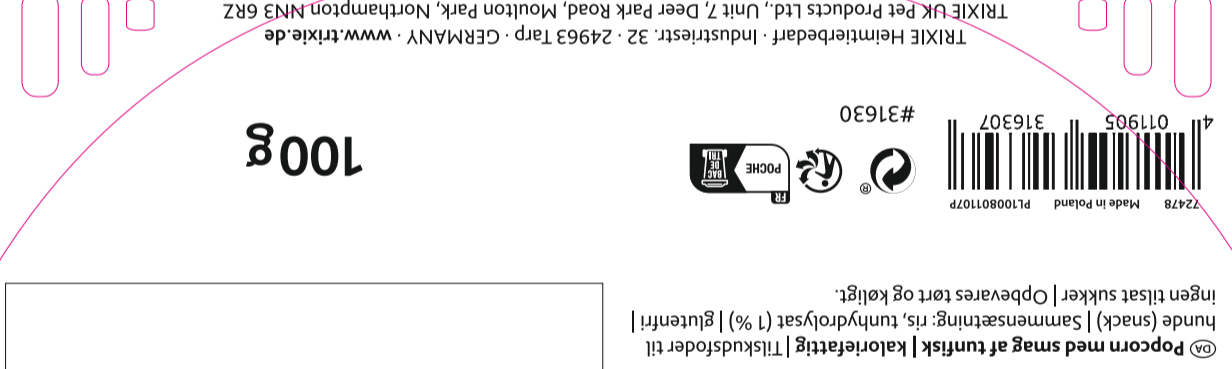 DA Popcorn med smag af tunfisk | kaloriefattig | Tilskudsfoder til
hunde (snack) | Sammensætning: ris, tunhydrolysat (1 %) | glutenfri |
ingen tilsat sukker | Opbevares tørt og køligt.
72478 Made in Poland PL100801107P
4 011905 316307
®
FR
POCHE
BAC
DE
TRI
#31630
100 g
TRIXIE Heimtierbedarf · Industriestr. 32 · 24963 Tarp · GERMANY · www.trixie.de
TRIXIE UK Pet Products Ltd., Unit 7, Deer Park Road, Moulton Park, Northampton NN3 6RZ